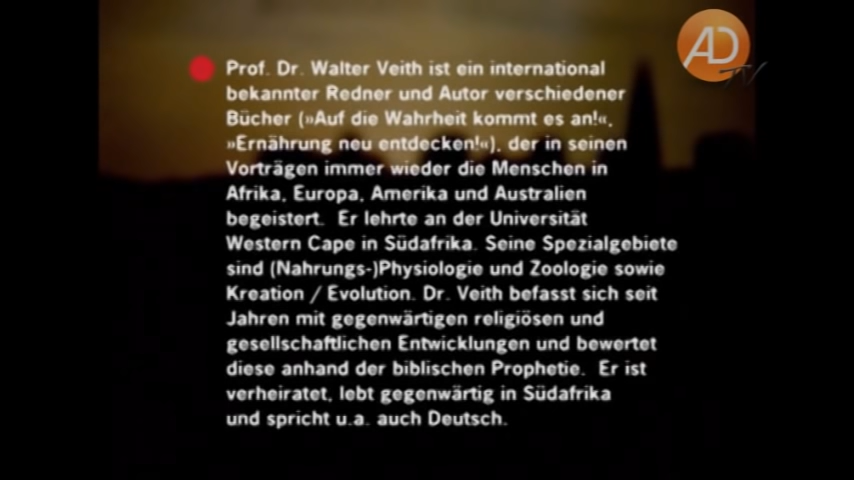 AD
TV
Prof. Dr. Walter Veith ist ein international
bekannter Redner und Autor verschiedener
Bücher (»Auf die Wahrheit kommt es an!«,
»Ernährung neu entdecken!«), der in seinen
Vorträgen immer wieder die Menschen in
Afrika, Europa, Amerika und Australien
begeistert. Er lehrte an der Universität
Western Cape in Südafrika. Seine Spezialgebiete
sind (Nahrungs-)Physiologie und Zoologie sowie
Kreation / Evolution. Dr. Veith befasst sich seit
Jahren mit gegenwärtigen religiösen und
gesellschaftlichen Entwicklungen und bewertet
diese anhand der biblischen Prophetie. Er ist
verheiratet, lebt gegenwärtig in Südafrika
und spricht u.a. auch Deutsch.